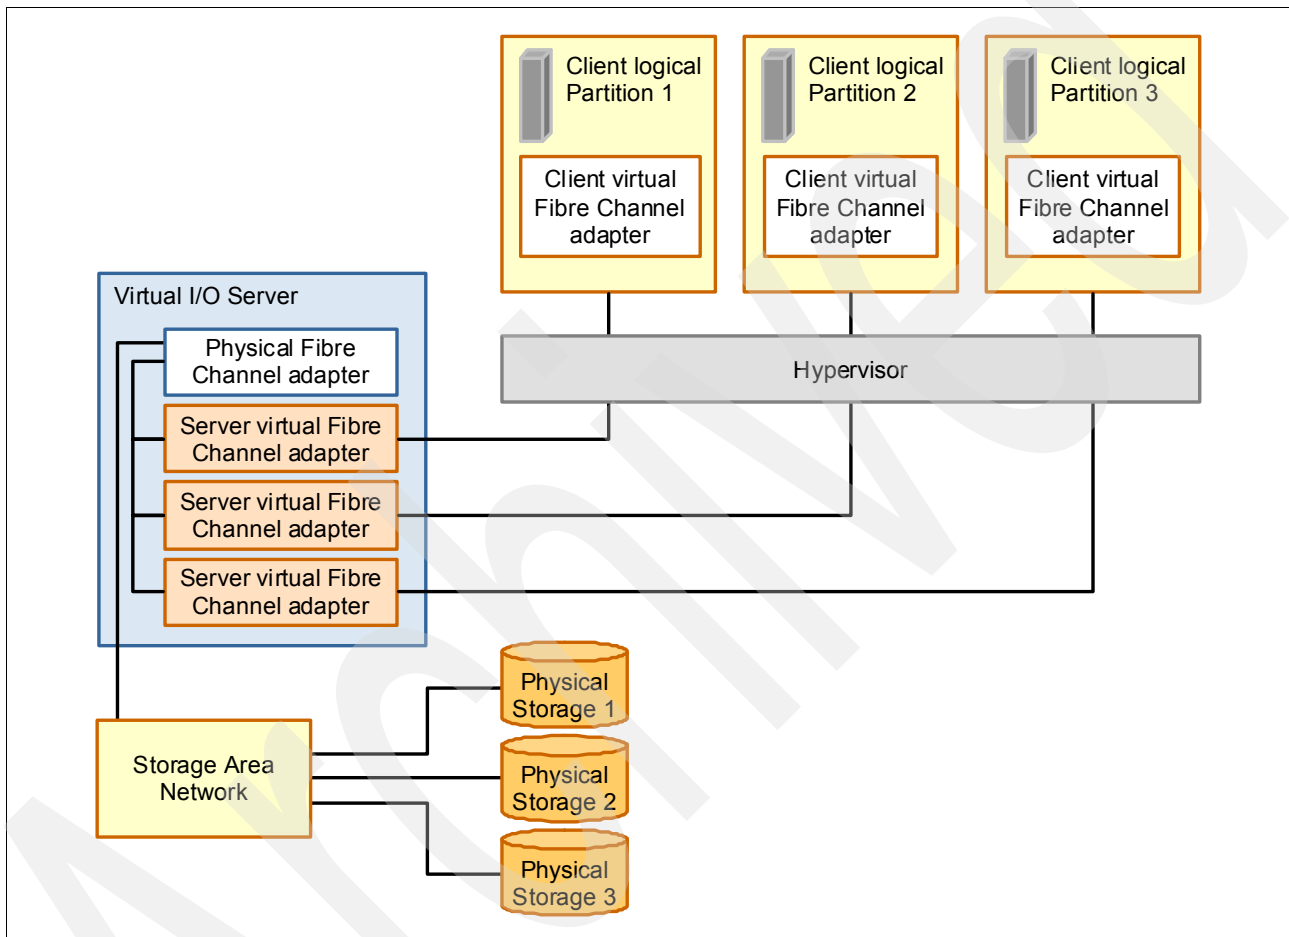 Client logical
Partition 1
Client logical
Partition 2
Client logical
Partition 3
Client virtual
Fibre Channel
adapter
Client virtual
Fibre Channel
adapter
Client virtual
Fibre Channel
adapter
Virtual I/O Server
Physical Fibre
Channel adapter
Hypervisor
Server virtual Fibre
Channel adapter
Server virtual Fibre
Channel adapter
Server virtual Fibre
Channel adapter
Physical
Storage 1
Storage Area
Network
Physical
Storage 2
Physical
Storage 3
Archived